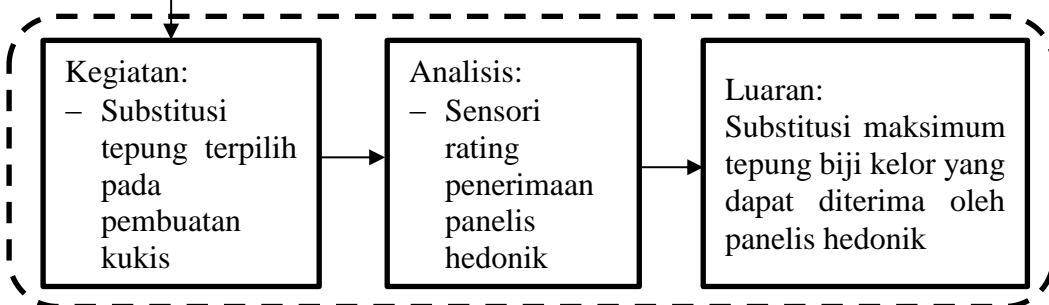 Kegiatan:
– Substitusi
tepung terpilih
pada
pembuatan
kukis
Analisis:
– Sensori
rating
penerimaan
panelis
hedonik
Luaran:
Substitusi maksimum
tepung biji kelor yang
dapat diterima oleh
panelis hedonik